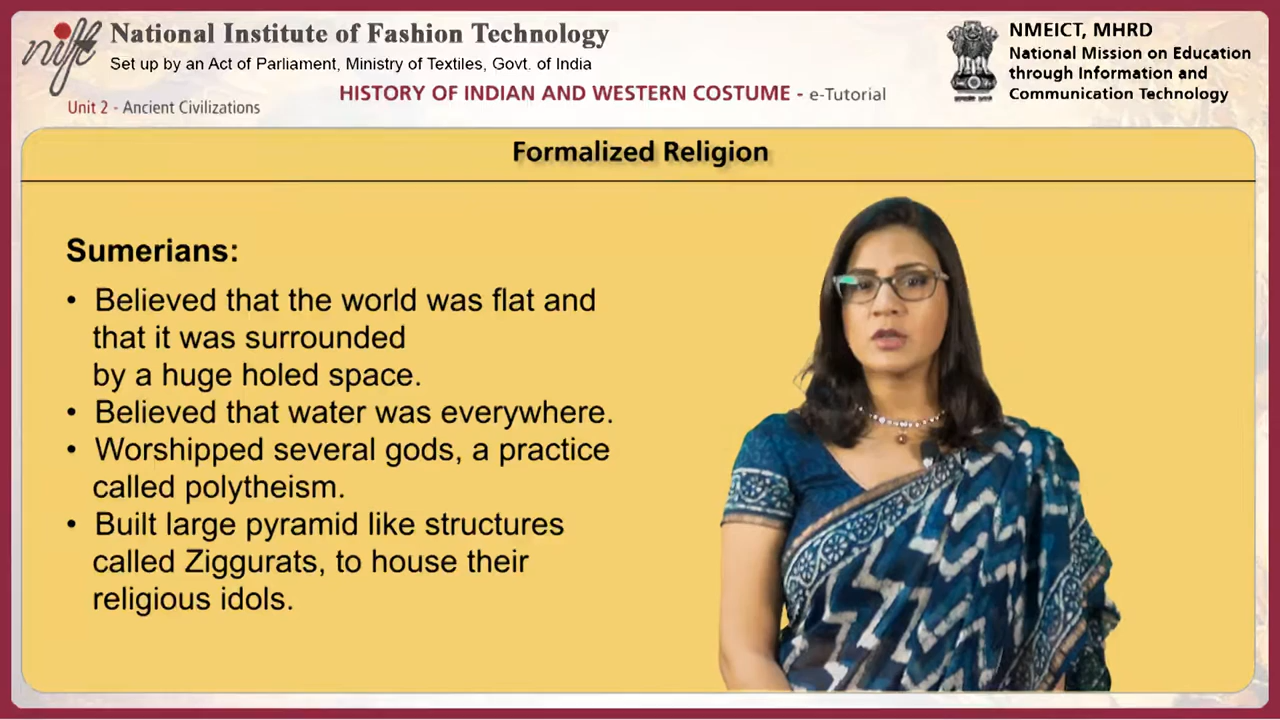 nift
National Institute of Fashion Technology
Set up by an Act of Parliament, Ministry of Textiles, Govt. of India
Unit 2 - Ancient Civilizations
HISTORY OF INDIAN AND WESTERN COSTUME - e-Tutorial
NMEICT, MHRD
National Mission on Education
through Information and
Communication Technology
Formalized Religion
Sumerians:
• Believed that the world was flat and
that it was surrounded
by a huge holed space.
• Believed that water was everywhere.
• Worshipped several gods, a practice
called polytheism.
• Built large pyramid like structures
called Ziggurats, to house their
religious idols.